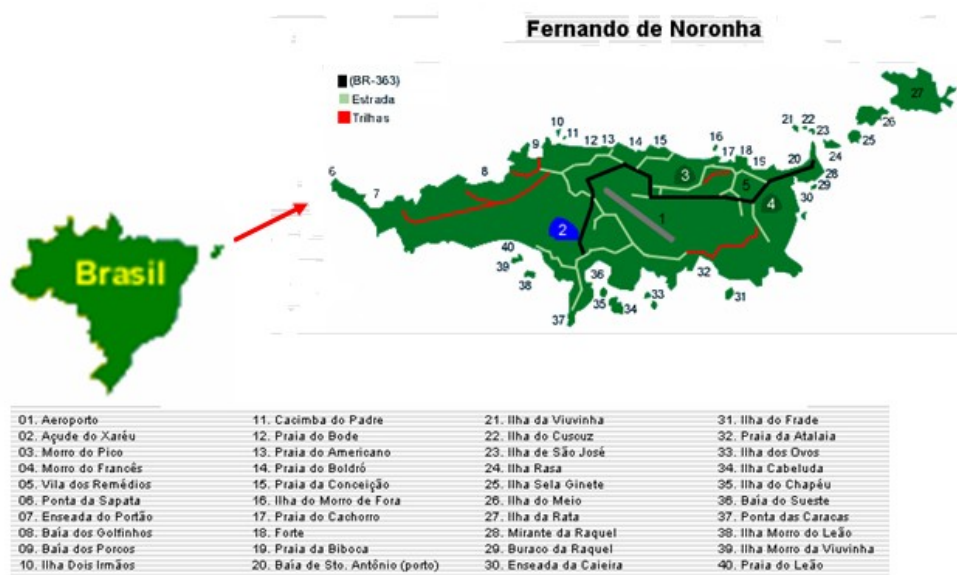 Fernando de Noronha
(BR-363)
Estrada
Trilhas
27
26
25
21 22
23
24
10
11
9
12 13
14
15
16
17
18
19
20
28
29
30
8
6
7
3
5
4
1
2
40
39
38
36
35
34
33
32
31
37
Brasil
01. Aeroporto
02. Açude do Xaréu
03. Morro do Pico
04. Morro do Francês
05. Vila dos Remédios
06. Ponta da Sapata
07. Enseada do Portão
08. Baía dos Golfinhos
09. Baía dos Porcos
10. Ilha Dois Irmãos
11. Cacimba do Padre
12. Praia do Bode
13. Praia do Americano
14. Praia do Boldró
15. Praia da Conceição
16. Ilha do Morro de Fora
17. Praia do Cachorro
18. Forte
19. Praia da Biboca
20. Baía de Sto. Antônio (porto)
21. Ilha da Viuvinha
22. Ilha do Cusouz
23. Ilha de São José
24. Ilha Rasa
25. Ilha Sela Ginete
26. Ilha do Meio
27. Ilha da Rata
28. Mirante da Raquel
29. Buraco da Raquel
30. Enseada da Caieira
31. Ilha do Frade
32. Praia da Atalaia
33. Ilha dos Ovos
34. Ilha Cabeluda
35. Ilha do Chapéu
36. Baía do Sueste
37. Ponta das Caracas
38. Ilha Morro do Leão
39. Ilha Morro da Viuvinha
40. Praia do Leão